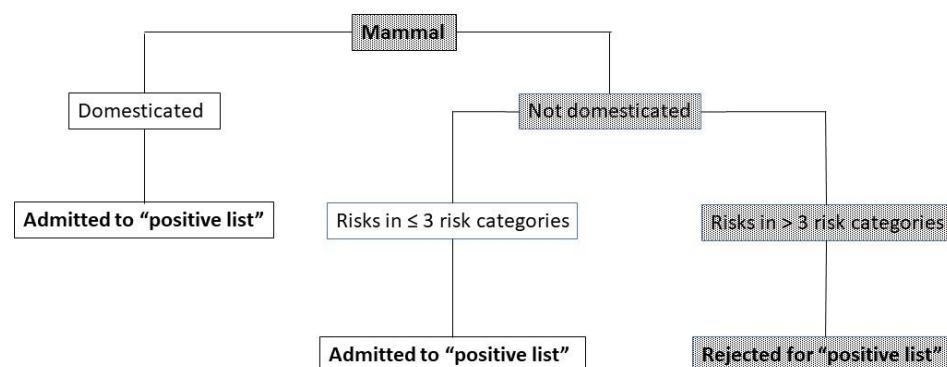 Mammal
Domesticated
Not domesticated
Admitted to “positive list”
Risks in ≤ 3 risk categories
Risks in > 3 risk categories
Admitted to “positive list”
Rejected for “positive list”